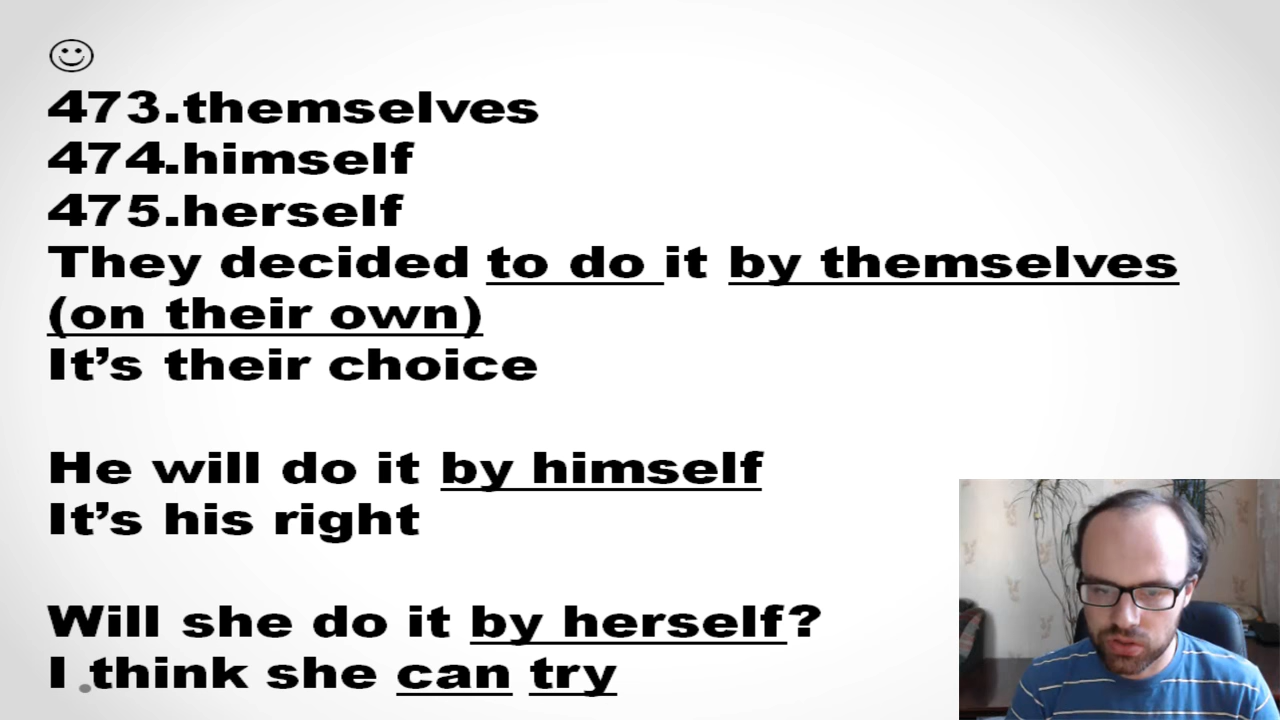 473.themselves
474.himself
475.herself
They decided to do it by themselves
(on their own)
It’s their choice
He will do it by himself
It’s his right
Will she do it by herself?
I think she can try